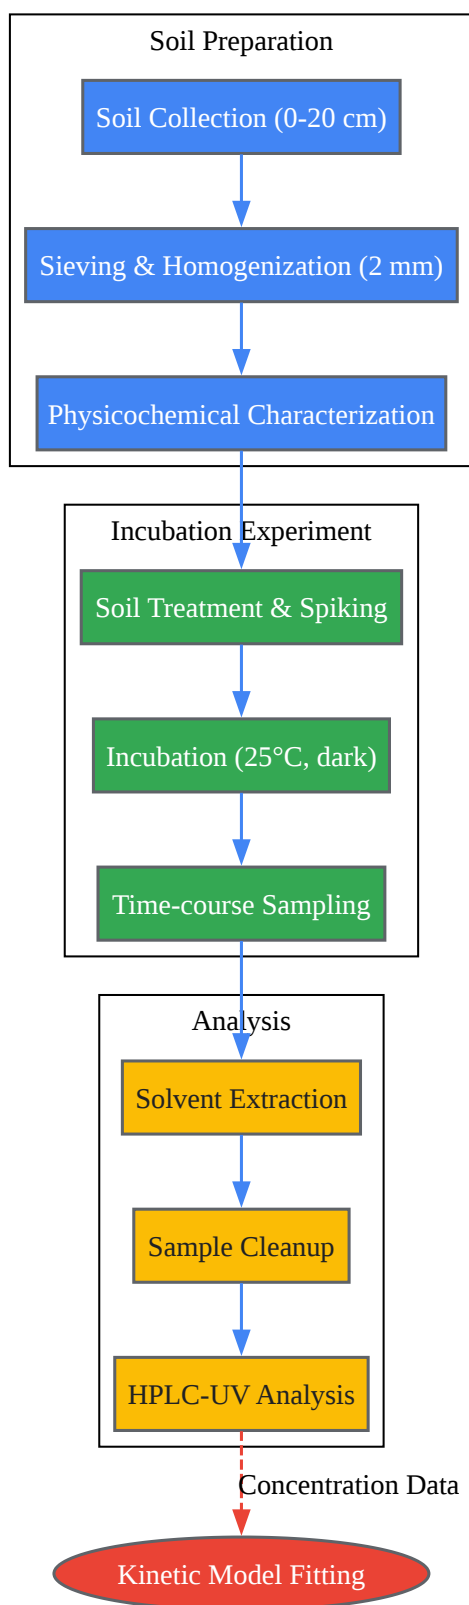 Soil Preparation
Soil Collection (0-20 cm)
Sieving & Homogenization (2 mm)
Physicochemical Characterization
Incubation Experiment
Soil Treatment & Spiking
Incubation (25°C, dark)
Time-course Sampling
Analysis
Solvent Extraction
Sample Cleanup
HPLC-UV Analysis
Concentration Data
Kinetic Model Fitting